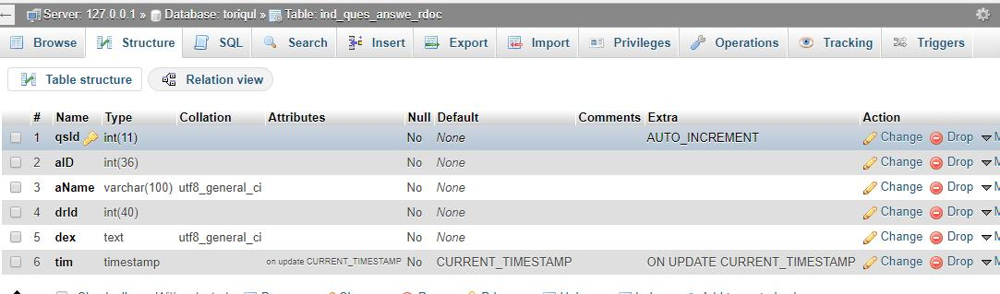 Server: 127.0.0.1 » Database: toriqul » Table: ind_ques_answe_rdoc
Browse Structure SQL Search Insert Export Import Privileges Operations Tracking Triggers
Table structure Relation view
# Name Type Collation Attributes Null Default Comments Extra Action
1 qsId int(11) No None AUTO_INCREMENT Change Drop M
2 aID int(36) No None Change Drop M
3 aName varchar(100) utf8_general_ci No None Change Drop M
4 drId int(40) No None Change Drop M
5 dex text utf8_general_ci No None Change Drop M
6 tim timestamp on update CURRENT_TIMESTAMP No CURRENT_TIMESTAMP ON UPDATE CURRENT_TIMESTAMP Change Drop M